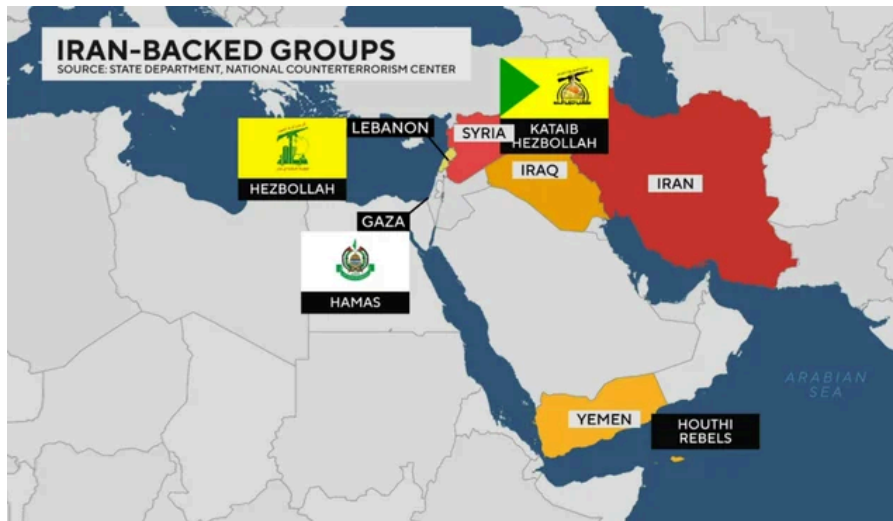 IRAN-BACKED GROUPS
SOURCE: STATE DEPARTMENT, NATIONAL COUNTERTERRORISM CENTER
HEZBOLLAH
LEBANON
SYRIA
KATAIB
HEZBOLLAH
IRAQ
IRAN
GAZA
HAMAS
YEMEN
HOUTHI
REBELS
ARABIAN
SEA